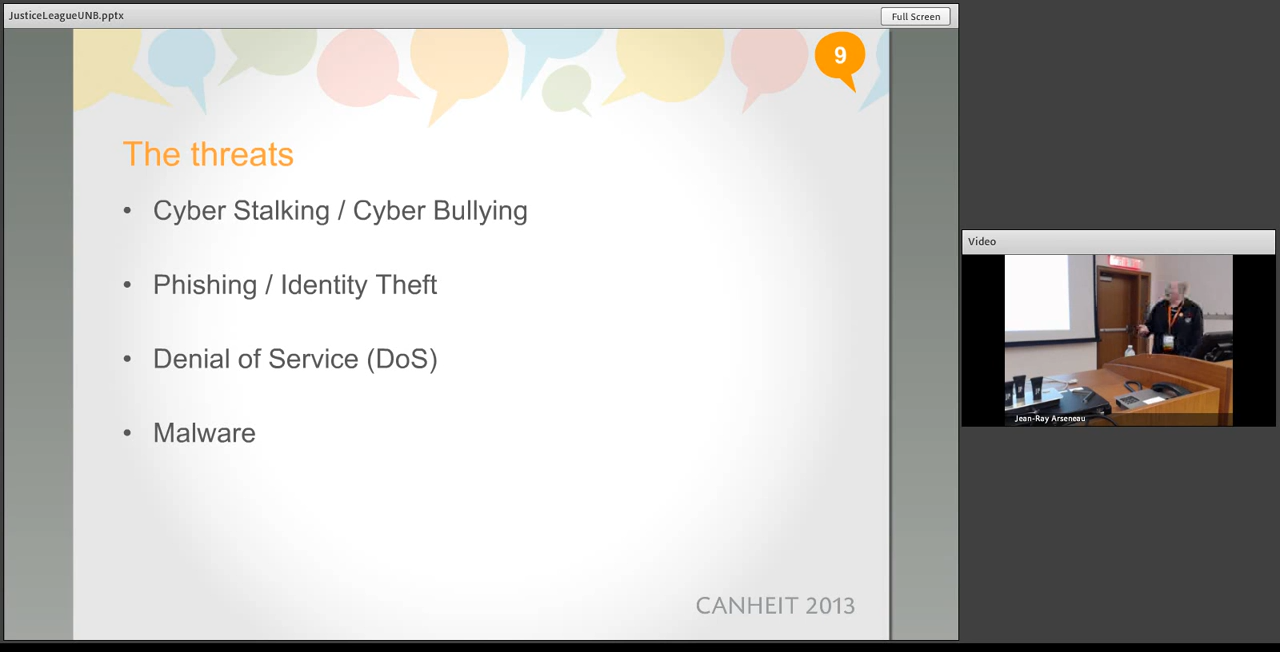 JusticeLeagueUNB.pptx
Full Screen
9
The threats
• Cyber Stalking / Cyber Bullying
• Phishing / Identity Theft
• Denial of Service (DoS)
• Malware
CANHEIT 2013
Video
Jean-Ray Arseneau